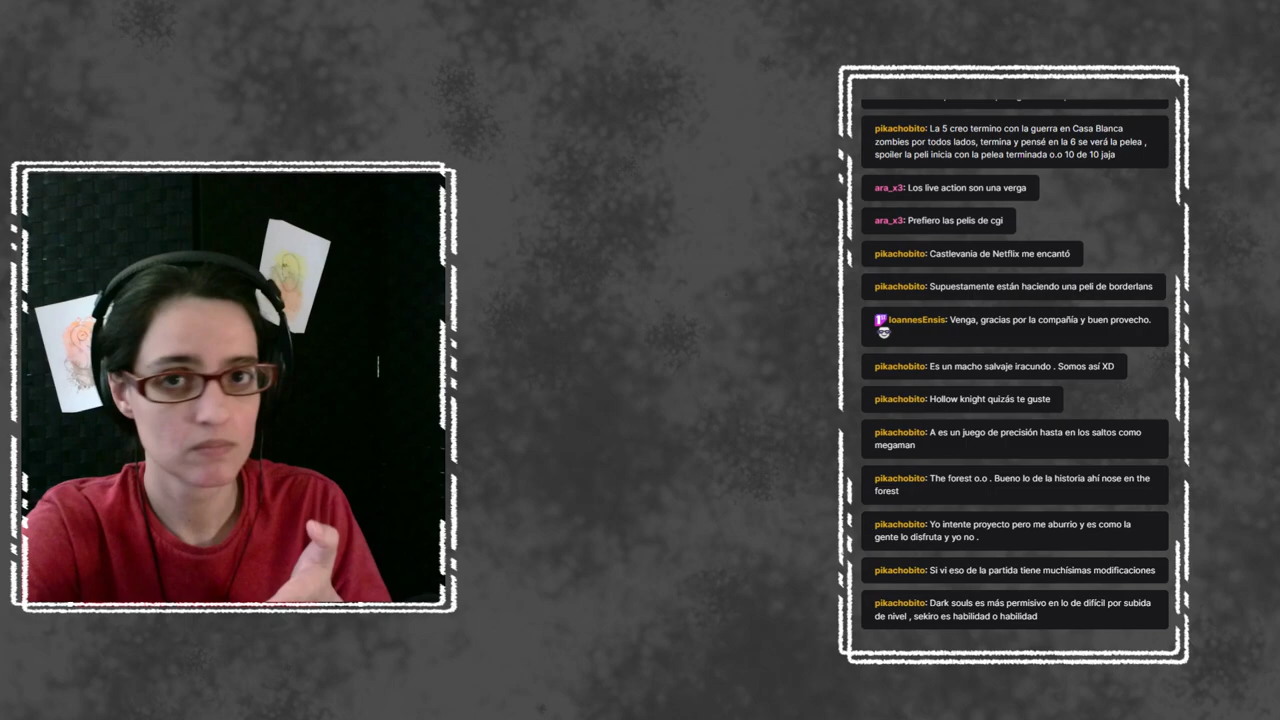 pikachobito: La 5 creo termino con la guerra en Casa Blanca
zombies por todos lados, termina y pensé en la 6 se verá la pelea ,
spoiler la peli inicia con la pelea terminada o.o 10 de 10 jaja
ara_x3: Los live action son una verga
ara_x3: Prefiero las pelis de cgi
pikachobito: Castlevania de Netflix me encantó
pikachobito: Supuestamente están haciendo una peli de borderlans
IoannesEnsis: Venga, gracias por la compañía y buen provecho.
pikachobito: Es un macho salvaje iracundo . Somos así XD
pikachobito: Hollow knight quizás te guste
pikachobito: A es un juego de precisión hasta en los saltos como
megaman
pikachobito: The forest o.o . Bueno lo de la historia ahí nose en the
forest
pikachobito: Yo intente proyecto pero me aburrio y es como la
gente lo disfruta y yo no .
pikachobito: Si vi eso de la partida tiene muchísimas modificaciones
pikachobito: Dark souls es más permisivo en lo de difícil por subida
de nivel , sekiro es habilidad o habilidad